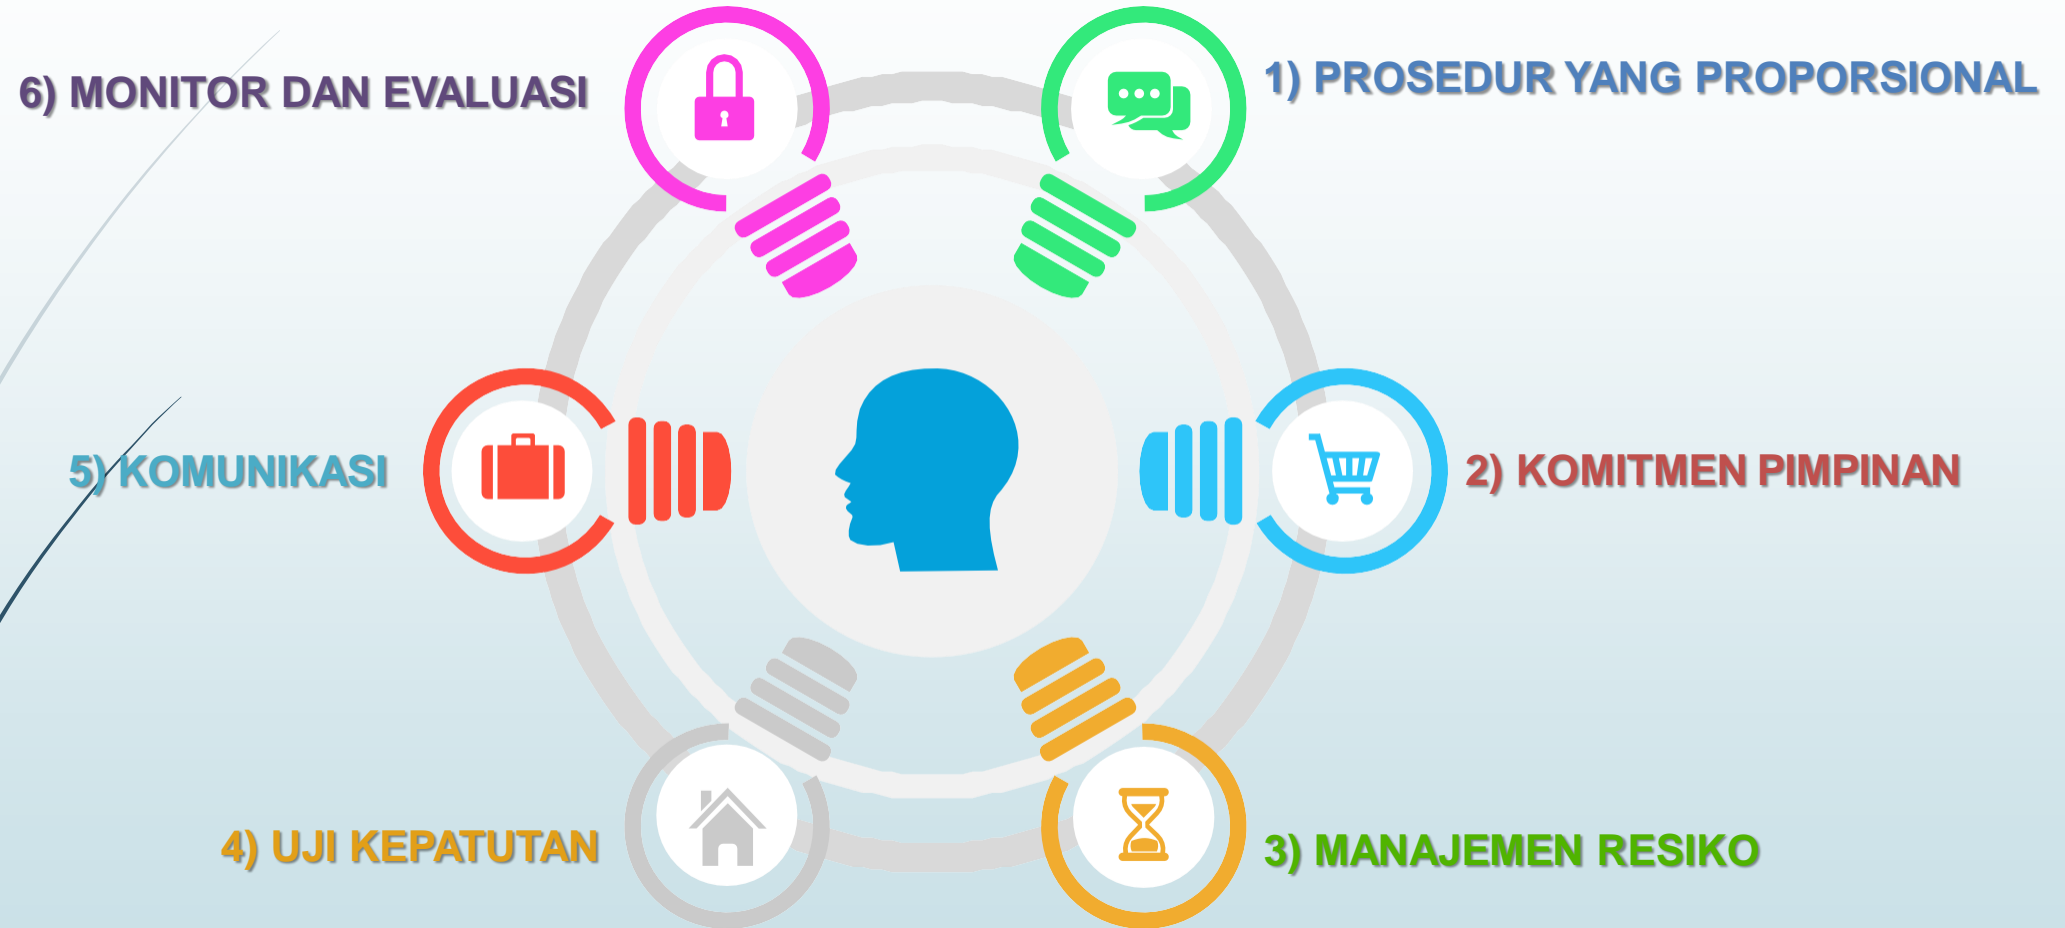 1) PROSEDUR YANG PROPORSIONAL
2) KOMITMEN PIMPINAN
3) MANAJEMEN RESIKO
4) UJI KEPATUTAN
5) KOMUNIKASI
6) MONITOR DAN EVALUASI